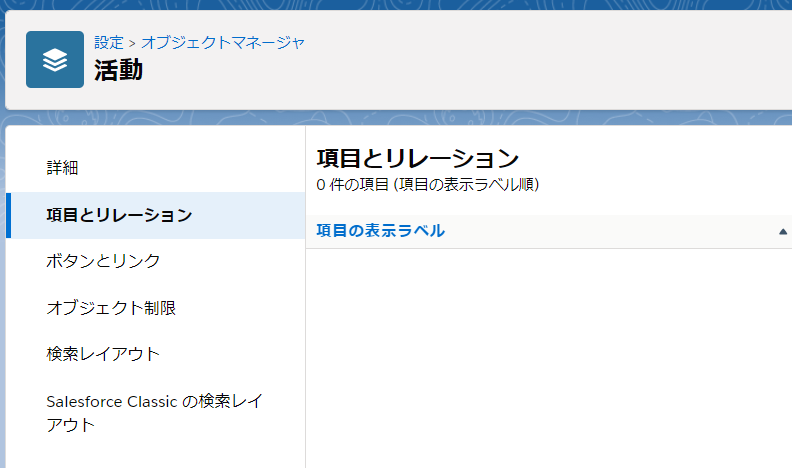 設定 > オブジェクトマネージャ
活動
詳細
項目とリレーション
ボタンとリンク
オブジェクト制限
検索レイアウト
Salesforce Classic の検索レイ
アウト
項目とリレーション
0 件の項目 (項目の表示ラベル順)
項目の表示ラベル